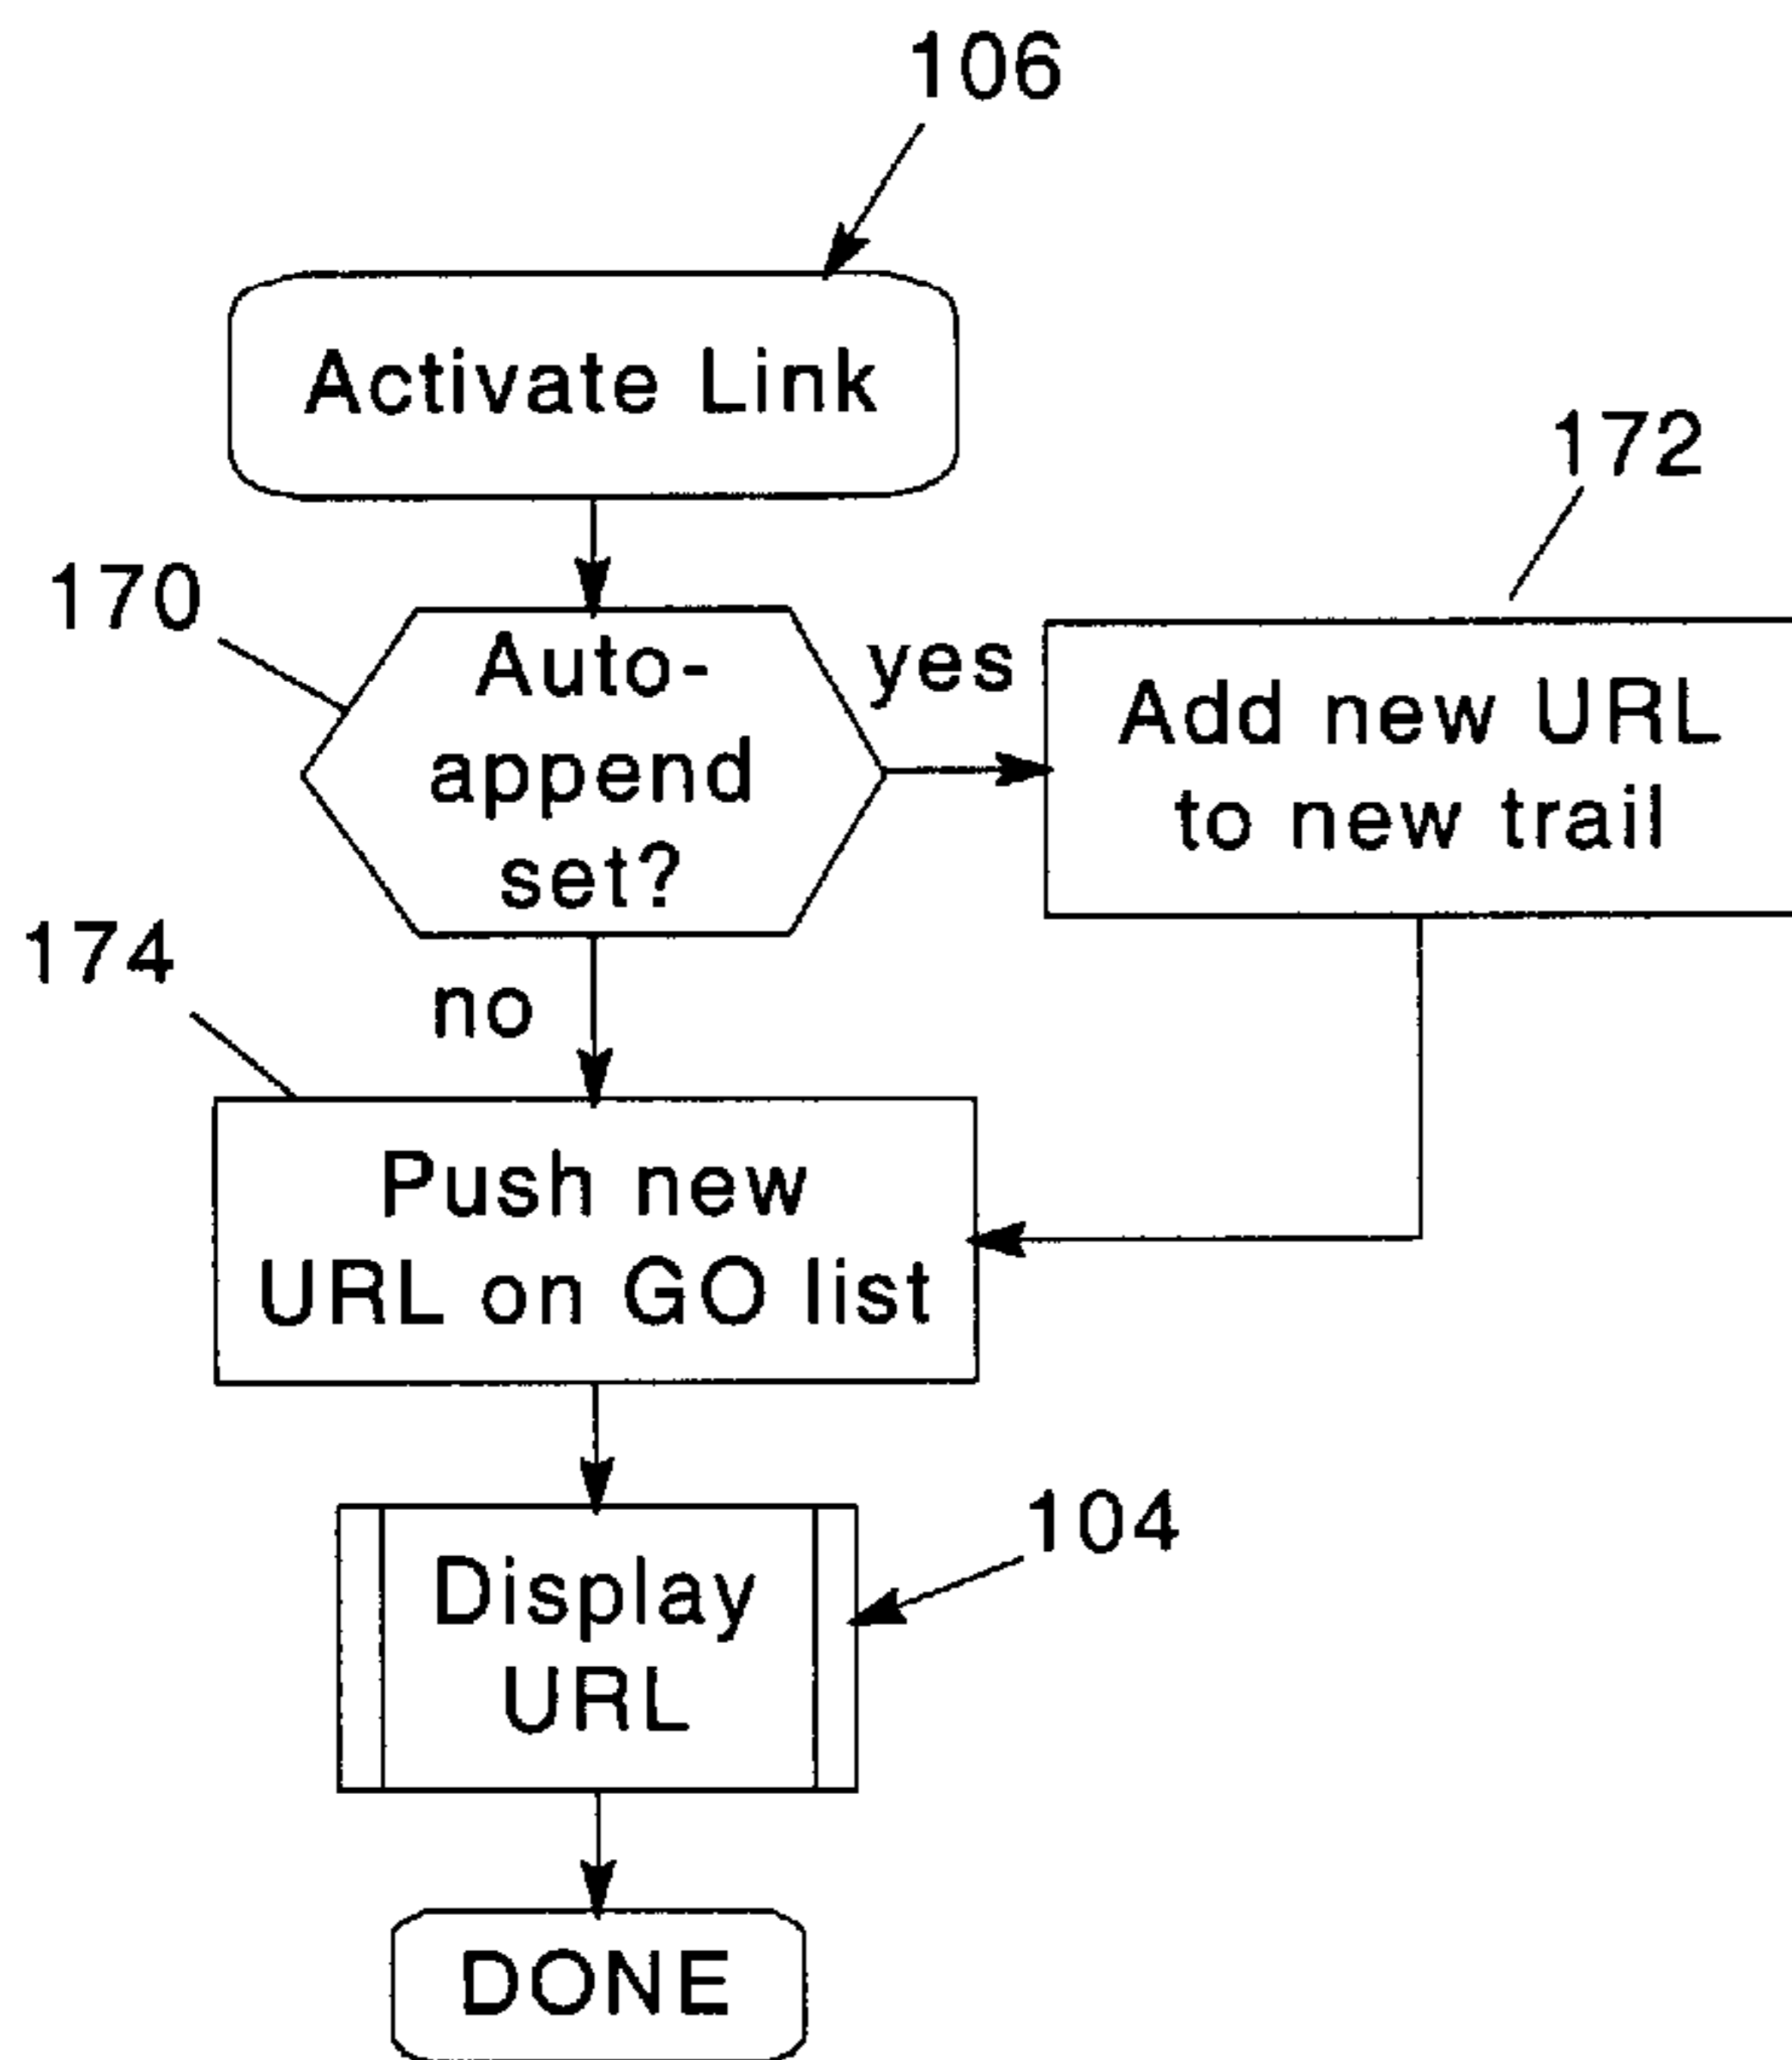 106
Activate Link
172
170
Auto-
append
set?
yes
Add new URL
to new trail
174
no
Push new
URL on GO list
104
Display
URL
DONE